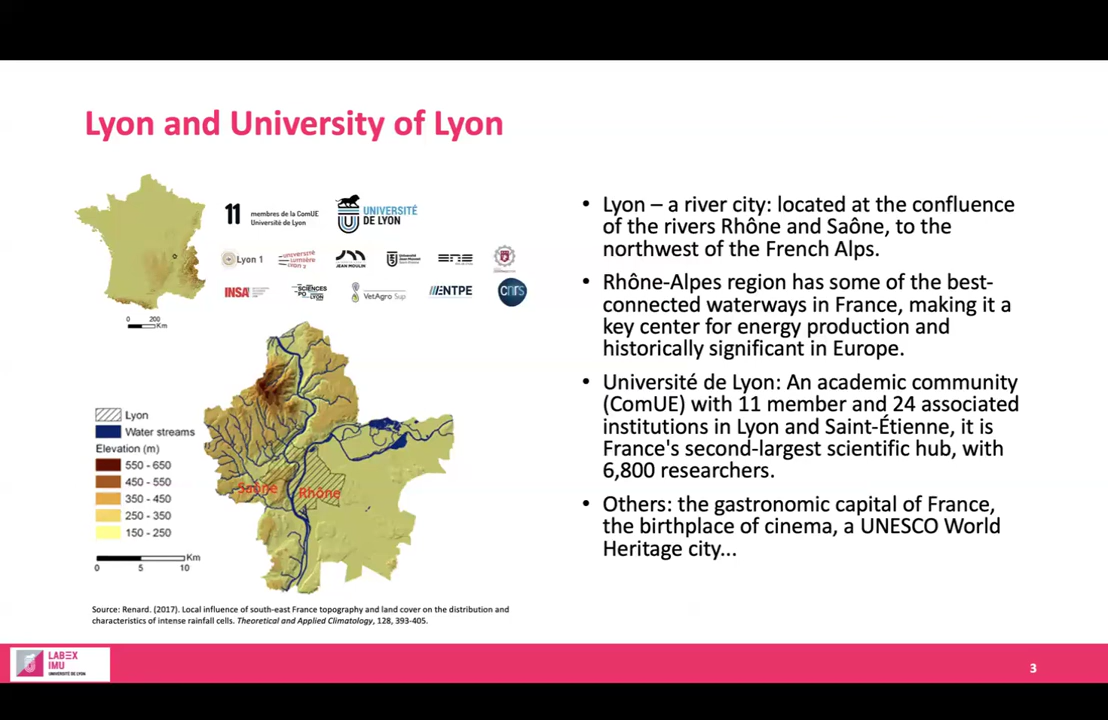 Lyon and University of Lyon
11 membres de la ComUE
Université de Lyon
UNIVERSITÉ
DE LYON
Lyon 1
UNIVERSITÉ
LUMIÈRE
LYON 2
JEAN MOULIN
INSA
SCIENCES
PO LYON
VetAgro Sup
ENTPE
cnrs
0 200
Km
Lyon
Water streams
Elevation (m)
550 - 650
450 - 550
350 - 450
250 - 350
150 - 250
Saône
Rhône
Km
0 5 10
Source: Renard. (2017). Local influence of south-east France topography and land cover on the distribution and
characteristics of intense rainfall cells. Theoretical and Applied Climatology, 128, 393-405.
• Lyon – a river city: located at the confluence
of the rivers Rhône and Saône, to the
northwest of the French Alps.
• Rhône-Alpes region has some of the best-
connected waterways in France, making it a
key center for energy production and
historically significant in Europe.
• Université de Lyon: An academic community
(ComUE) with 11 member and 24 associated
institutions in Lyon and Saint-Étienne, it is
France's second-largest scientific hub, with
6,800 researchers.
• Others: the gastronomic capital of France,
the birthplace of cinema, a UNESCO World
Heritage city...
LABEX
IMU
UNIVERSITÉ DE LYON
3